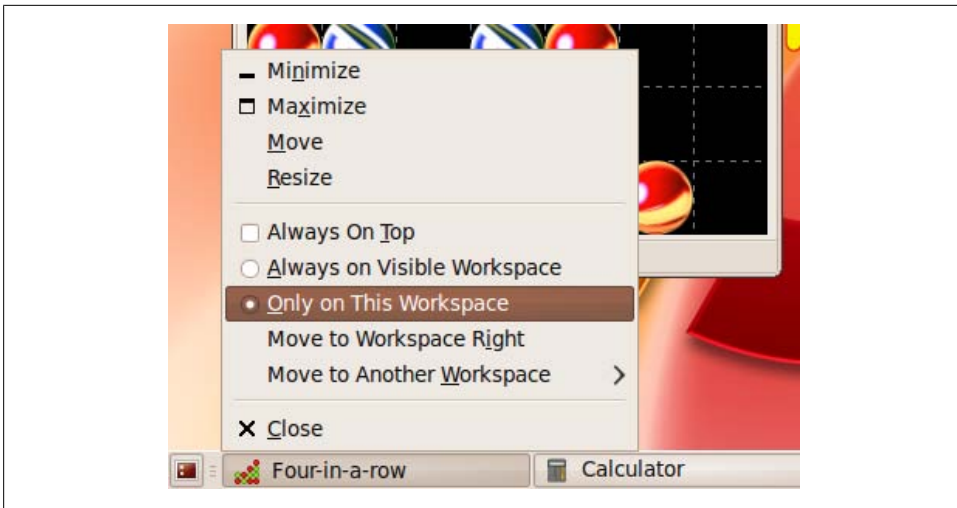 Minimize
Maximize
Move
Resize
Always On Top
Always on Visible Workspace
Only on This Workspace
Move to Workspace Right
Move to Another Workspace
Close
Four-in-a-row
Calculator